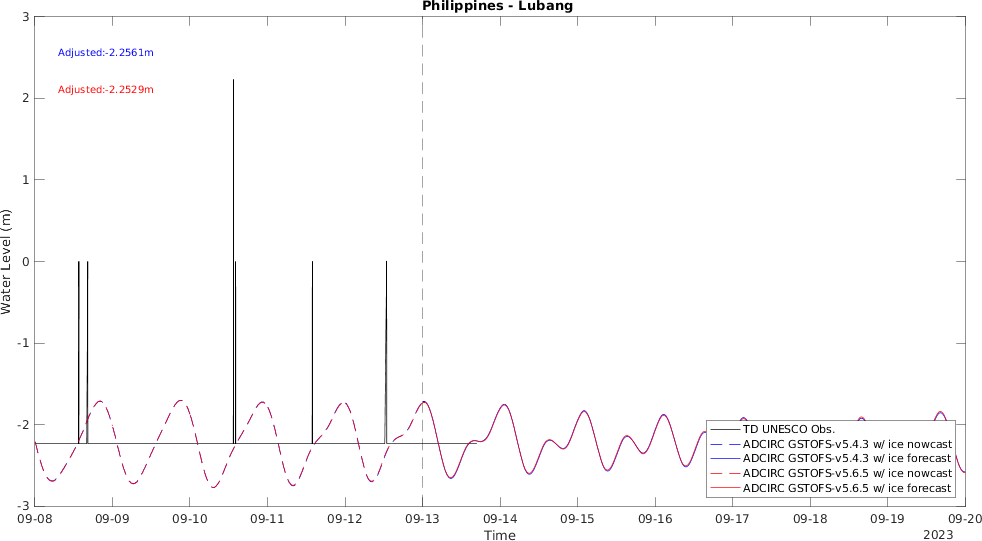 Philippines - Lubang
Adjusted:-2.2561m
Adjusted:-2.2529m
3
2
1
0
-1
-2
-3
Water Level (m)
TD UNESCO Obs.
ADCIRC GSTOFS-v5.4.3 w/ ice nowcast
ADCIRC GSTOFS-v5.4.3 w/ ice forecast
ADCIRC GSTOFS-v5.6.5 w/ ice nowcast
ADCIRC GSTOFS-v5.6.5 w/ ice forecast
09-08 09-09 09-10 09-11 09-12 09-13 09-14 09-15 09-16 09-17 09-18 09-19 09-20
Time
2023